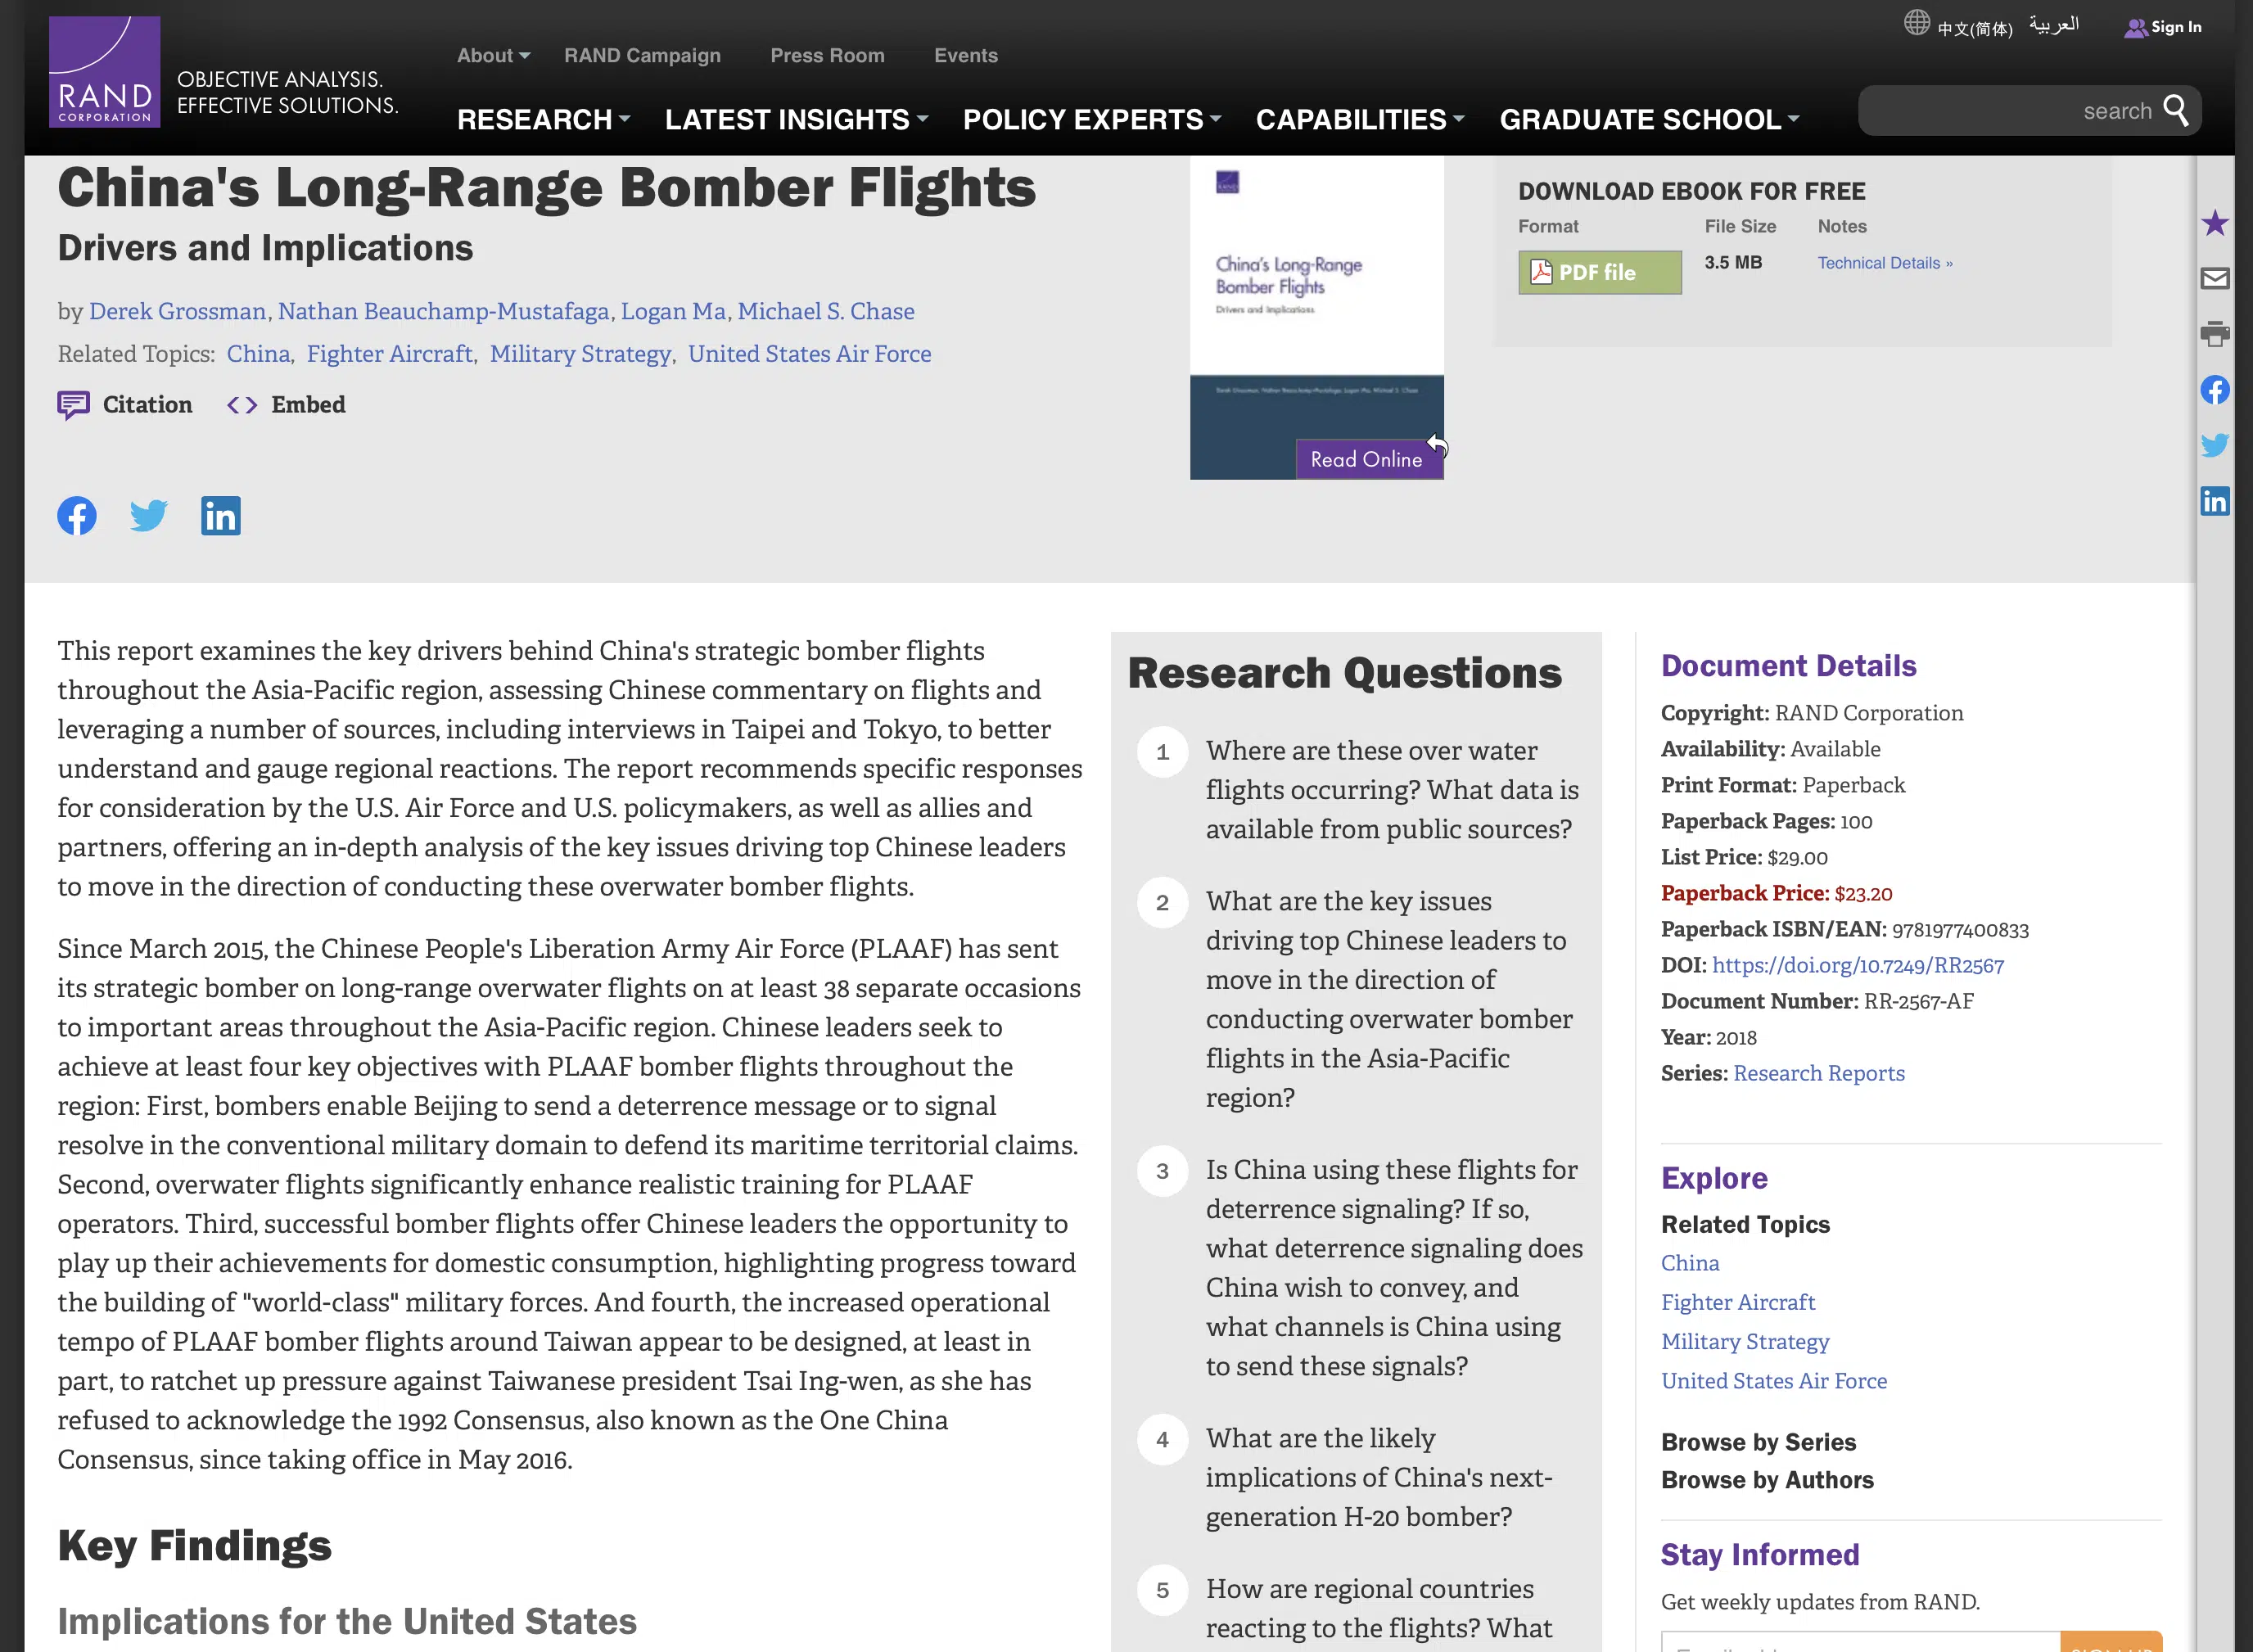 中文(简体) العربية Sign In
About RAND Campaign Press Room Events
RAND
CORPORATION
OBJECTIVE ANALYSIS.
EFFECTIVE SOLUTIONS.
RESEARCH LATEST INSIGHTS POLICY EXPERTS CAPABILITIES GRADUATE SCHOOL
search
China's Long-Range Bomber Flights
Drivers and Implications
by Derek Grossman, Nathan Beauchamp-Mustafaga, Logan Ma, Michael S. Chase
Related Topics: China, Fighter Aircraft, Military Strategy, United States Air Force
Citation <> Embed
China's Long-Range
Bomber Flights
Drivers and Implications
Derek Grossman, Nathan Beauchamp-Mustafaga, Logan Ma, Michael S. Chase
Read Online
DOWNLOAD EBOOK FOR FREE
Format File Size Notes
PDF file 3.5 MB Technical Details »
This report examines the key drivers behind China's strategic bomber flights
throughout the Asia-Pacific region, assessing Chinese commentary on flights and
leveraging a number of sources, including interviews in Taipei and Tokyo, to better
understand and gauge regional reactions. The report recommends specific responses
for consideration by the U.S. Air Force and U.S. policymakers, as well as allies and
partners, offering an in-depth analysis of the key issues driving top Chinese leaders
to move in the direction of conducting these overwater bomber flights.
Since March 2015, the Chinese People's Liberation Army Air Force (PLAAF) has sent
its strategic bomber on long-range overwater flights on at least 38 separate occasions
to important areas throughout the Asia-Pacific region. Chinese leaders seek to
achieve at least four key objectives with PLAAF bomber flights throughout the
region: First, bombers enable Beijing to send a deterrence message or to signal
resolve in the conventional military domain to defend its maritime territorial claims.
Second, overwater flights significantly enhance realistic training for PLAAF
operators. Third, successful bomber flights offer Chinese leaders the opportunity to
play up their achievements for domestic consumption, highlighting progress toward
the building of "world-class" military forces. And fourth, the increased operational
tempo of PLAAF bomber flights around Taiwan appear to be designed, at least in
part, to ratchet up pressure against Taiwanese president Tsai Ing-wen, as she has
refused to acknowledge the 1992 Consensus, also known as the One China
Consensus, since taking office in May 2016.
Key Findings
Implications for the United States
Research Questions
1 Where are these over water
flights occurring? What data is
available from public sources?
2 What are the key issues
driving top Chinese leaders to
move in the direction of
conducting overwater bomber
flights in the Asia-Pacific
region?
3 Is China using these flights for
deterrence signaling? If so,
what deterrence signaling does
China wish to convey, and
what channels is China using
to send these signals?
4 What are the likely
implications of China's next-
generation H-20 bomber?
5 How are regional countries
reacting to the flights? What
Document Details
Copyright: RAND Corporation
Availability: Available
Print Format: Paperback
Paperback Pages: 100
List Price: $29.00
Paperback Price: $23.20
Paperback ISBN/EAN: 9781977400833
DOI: https://doi.org/10.7249/RR2567
Document Number: RR-2567-AF
Year: 2018
Series: Research Reports
Explore
Related Topics
China
Fighter Aircraft
Military Strategy
United States Air Force
Browse by Series
Browse by Authors
Stay Informed
Get weekly updates from RAND.